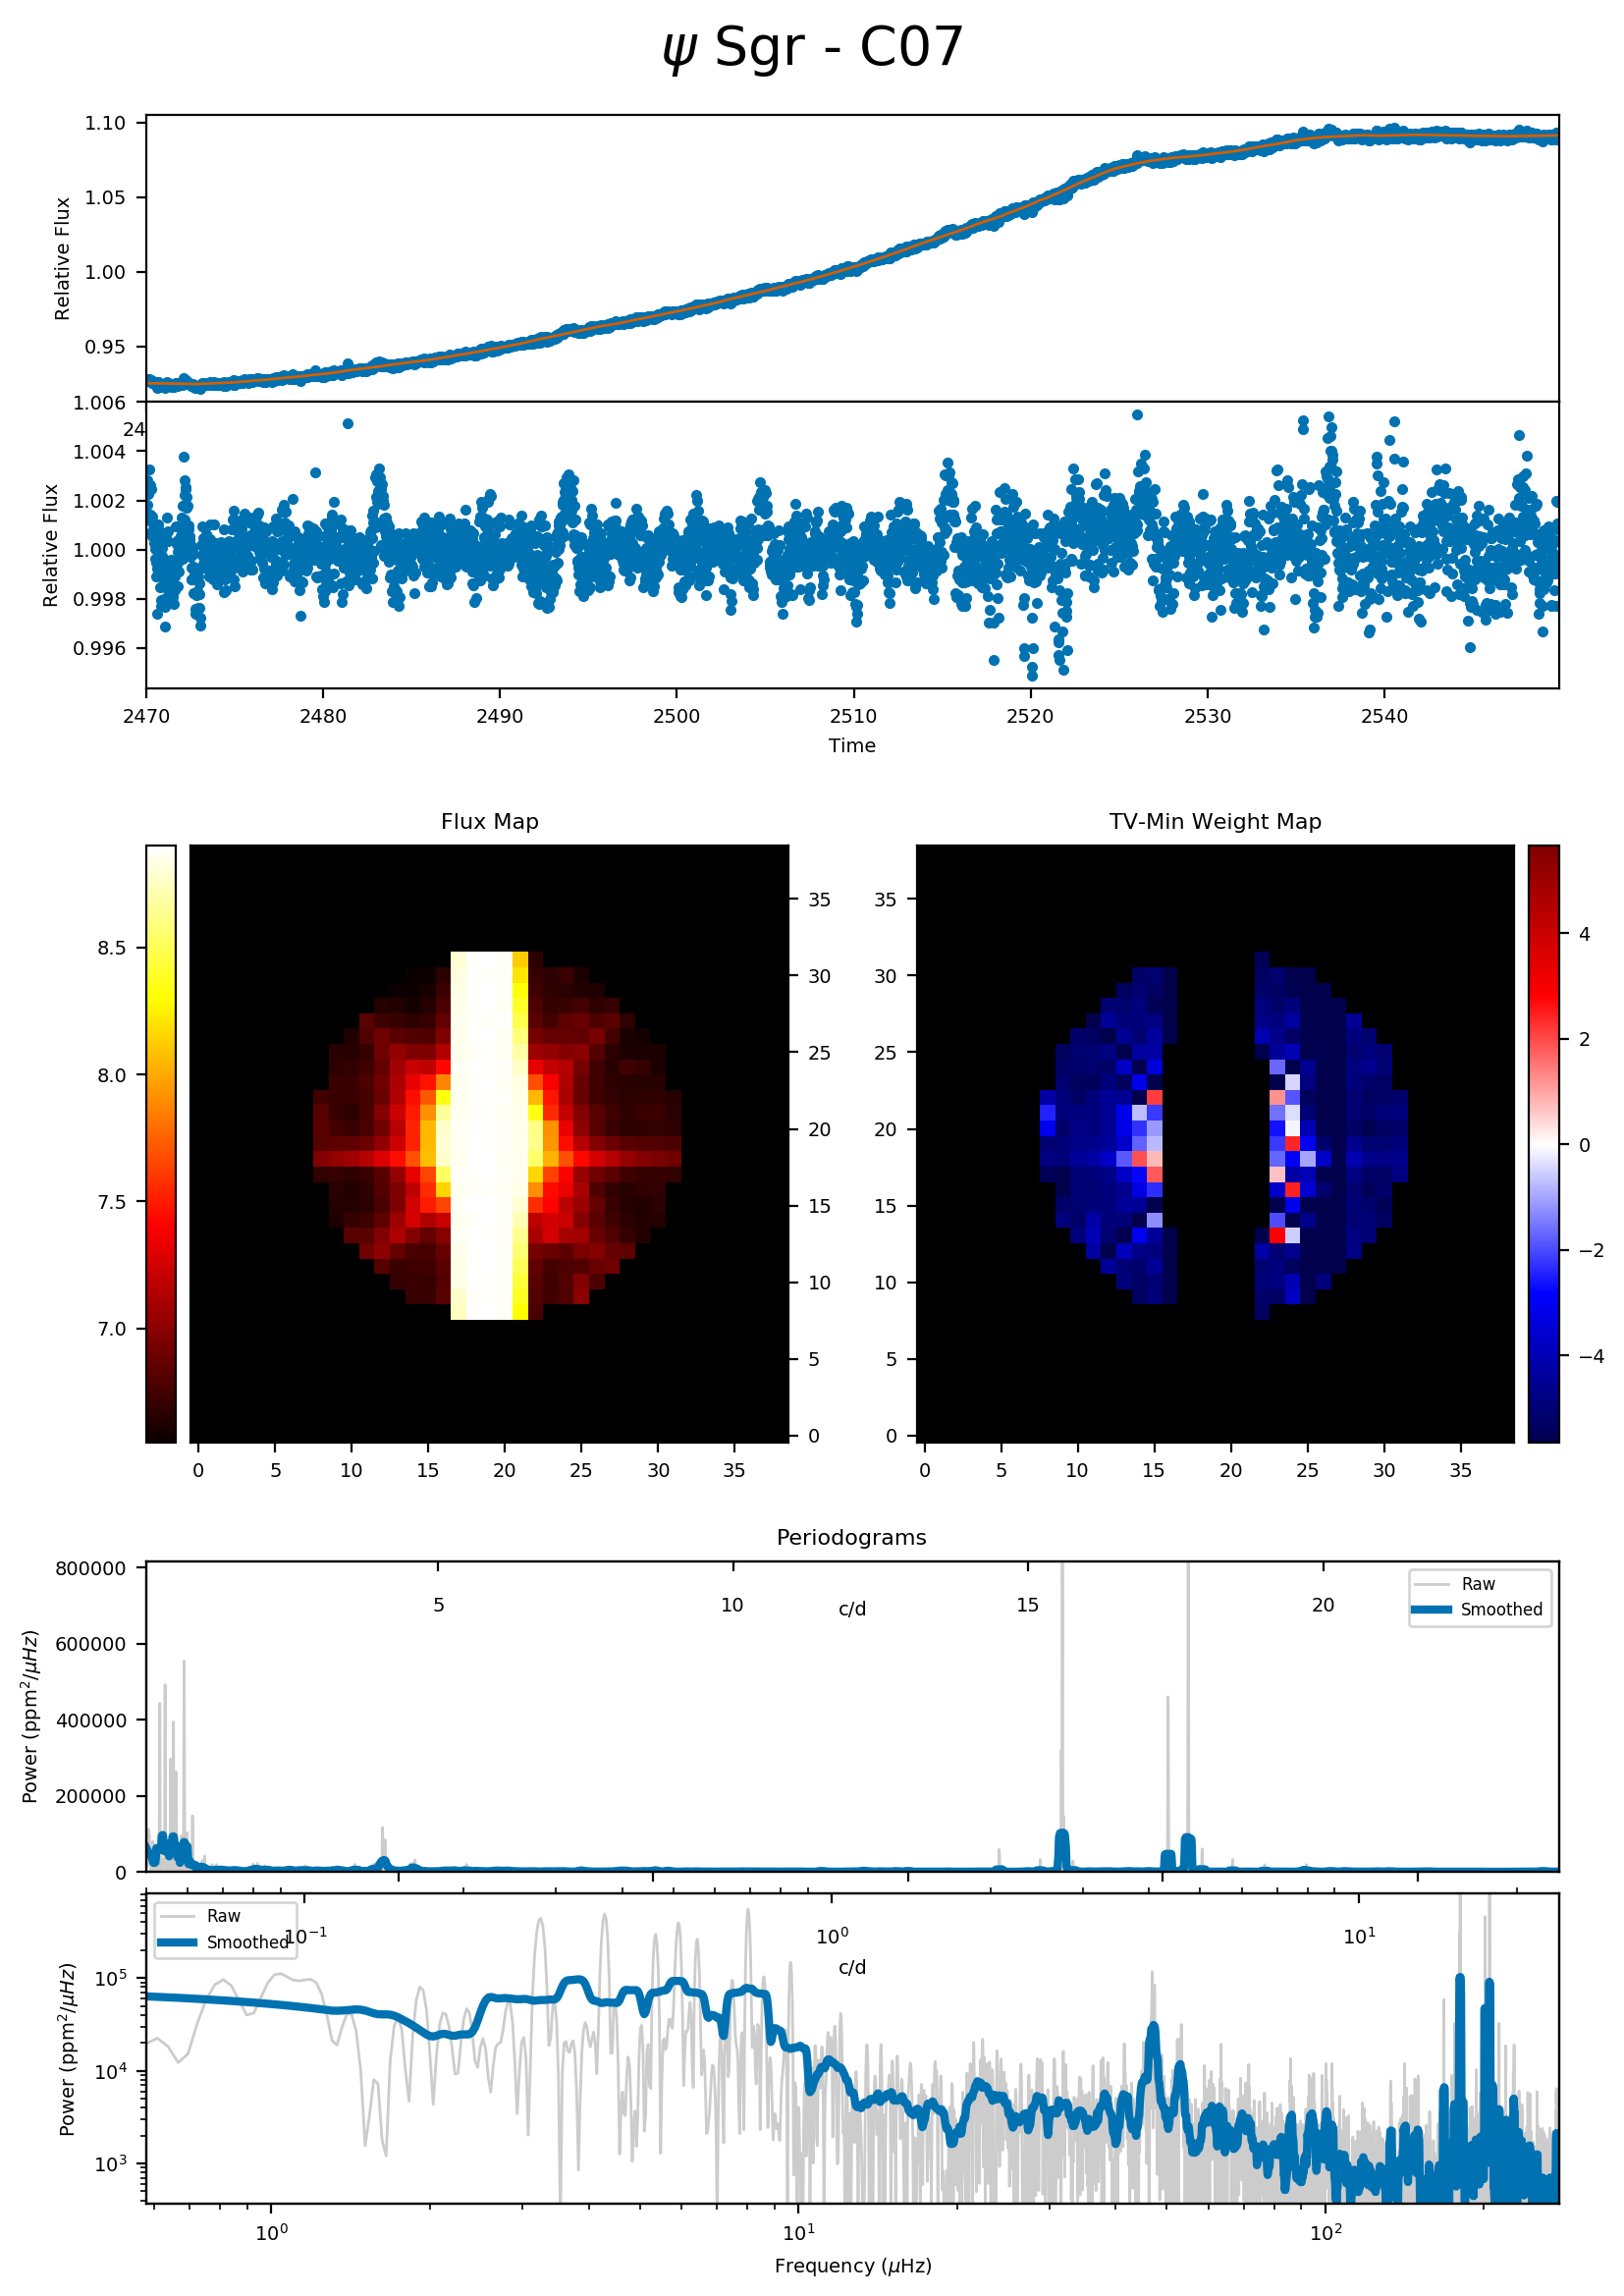 ψ Sgr - C07
1.10
1.05
1.00
0.95
Relative Flux
24
1.006
1.004
1.002
1.000
0.998
0.996
Relative Flux
2470 2480 2490 2500 2510 2520 2530 2540
Time
Flux Map
TV-Min Weight Map
8.5
8.0
7.5
7.0
35
30
25
20
15
10
5
0
0 5 10 15 20 25 30 35
35
30
25
20
15
10
5
0
0 5 10 15 20 25 30 35
4
2
0
−2
−4
Periodograms
800000
600000
400000
200000
0
Power (ppm²/μHz)
5 10 15 20
c/d
Raw
Smoothed
Raw
Smoothed
10⁻¹ 10⁰ 10¹
c/d
10⁵
10⁴
10³
Power (ppm²/μHz)
10⁰ 10¹ 10²
Frequency (μHz)